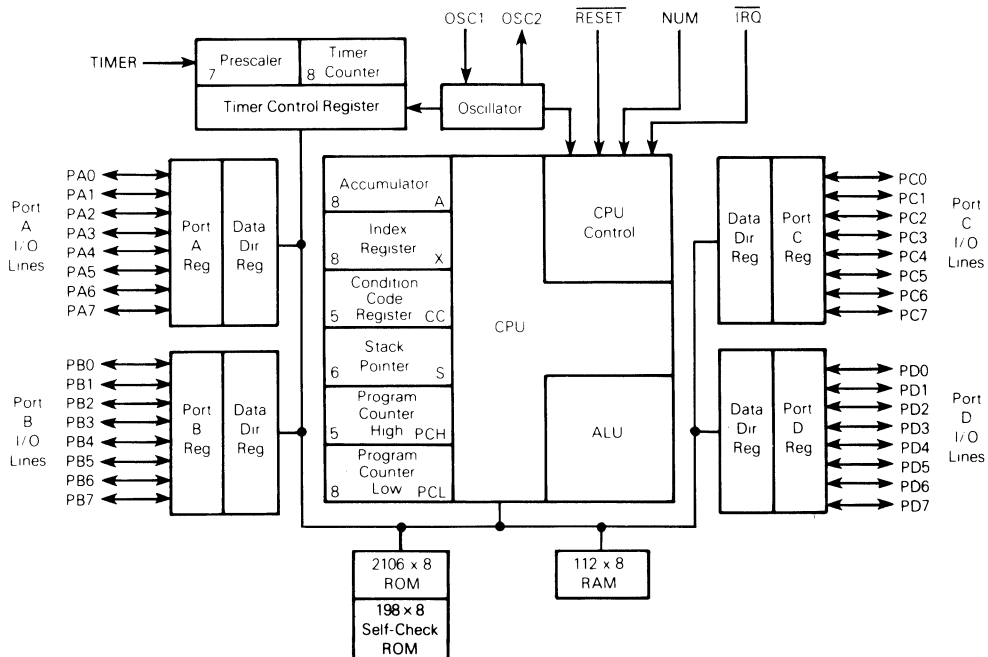 OSC1 OSC2 RESET NUM IRQ
TIMER
Prescaler
7
Timer
Counter
8
Timer Control Register
Oscillator
Port
A
I/O
Lines
PA0
PA1
PA2
PA3
PA4
PA5
PA6
PA7
Port
A
Reg
Data
Dir
Reg
Port
B
I/O
Lines
PB0
PB1
PB2
PB3
PB4
PB5
PB6
PB7
Port
B
Reg
Data
Dir
Reg
Accumulator
8 A
Index
Register
8 X
Condition
Code
Register
5 CC
Stack
Pointer
6 S
Program
Counter
High
5 PCH
Program
Counter
Low
8 PCL
CPU
CPU
Control
ALU
Data
Dir
Reg
Port
C
Reg
PC0
PC1
PC2
PC3
PC4
PC5
PC6
PC7
Port
C
I/O
Lines
Data
Dir
Reg
Port
D
Reg
PD0
PD1
PD2
PD3
PD4
PD5
PD6
PD7
Port
D
I/O
Lines
2106 x 8
ROM
198 x 8
Self-Check
ROM
112 x 8
RAM